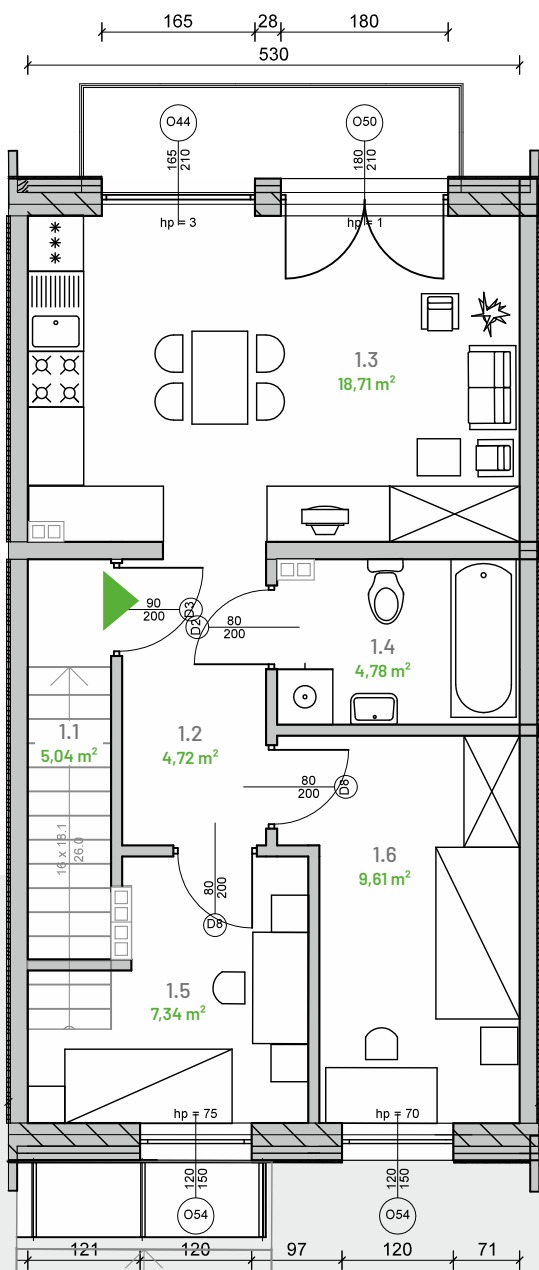 165 28 180
530
O44 O50
165
210
180
210
hp = 3 hp = 1
1.3
18,71 m²
90
200
D3
D2
80
200
1.4
4,78 m²
1.1
5,04 m²
1.2
4,72 m²
80
200
D8
16 x 18.1
26.0
1.6
9,61 m²
80
200
D8
1.5
7,34 m²
hp = 75 hp = 70
120
150
120
150
O54 O54
121 120 97 120 71